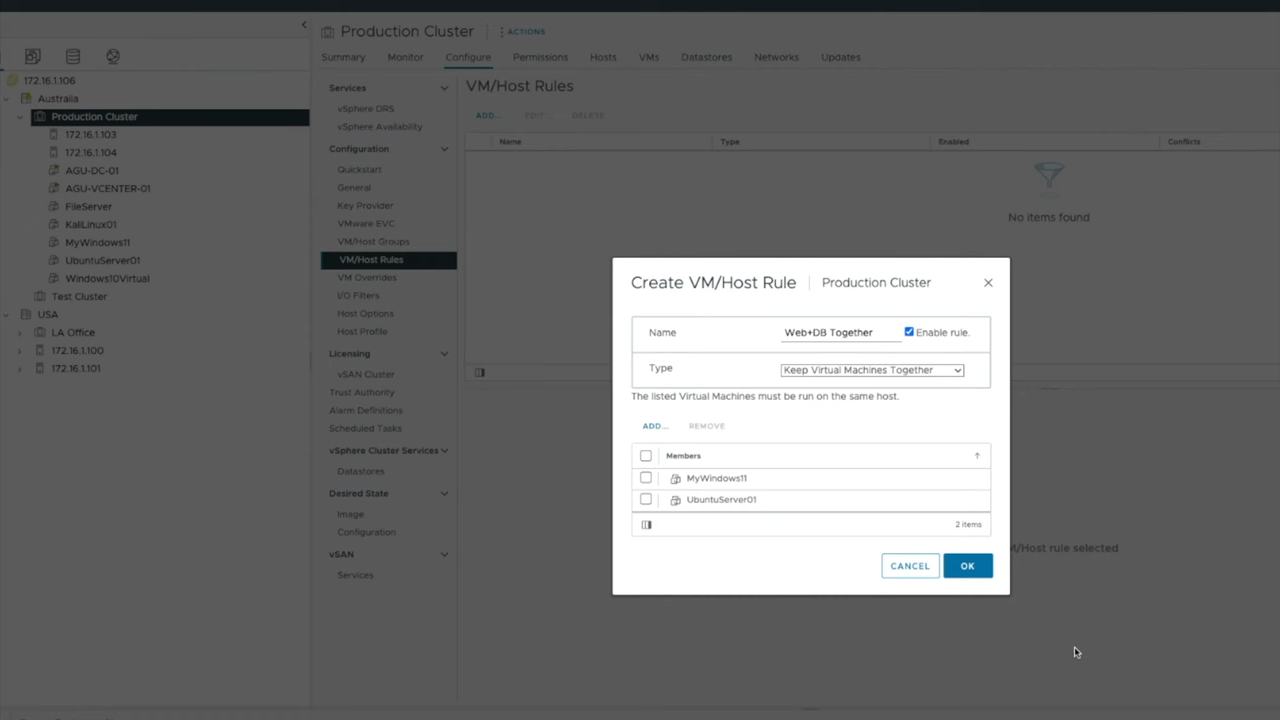 Production Cluster
ACTIONS
Summary Monitor Configure Permissions Hosts VMs Datastores Networks Updates
172.16.1.106
Australia
Production Cluster
172.16.1.103
172.16.1.104
AGU-DC-01
AGU-VCENTER-01
FileServer
KaliLinux01
MyWindows11
UbuntuServer01
Windows10Virtual
Test Cluster
USA
LA Office
172.16.1.100
172.16.1.101
Services
vSphere DRS
vSphere Availability
Configuration
Quickstart
General
Key Provider
VMware EVC
VM/Host Groups
VM/Host Rules
VM Overrides
I/O Filters
Host Options
Host Profile
Licensing
vSAN Cluster
Trust Authority
Alarm Definitions
Scheduled Tasks
vSphere Cluster Services
Datastores
Desired State
Image
Configuration
vSAN
Services
VM/Host Rules
ADD... EDIT... DELETE
Name Type Enabled Conflicts
No items found
Create VM/Host Rule Production Cluster
Name Web+DB Together Enable rule.
Type Keep Virtual Machines Together
The listed Virtual Machines must be run on the same host.
ADD... REMOVE
Members
MyWindows11
UbuntuServer01
2 items
CANCEL OK
M/Host rule selected